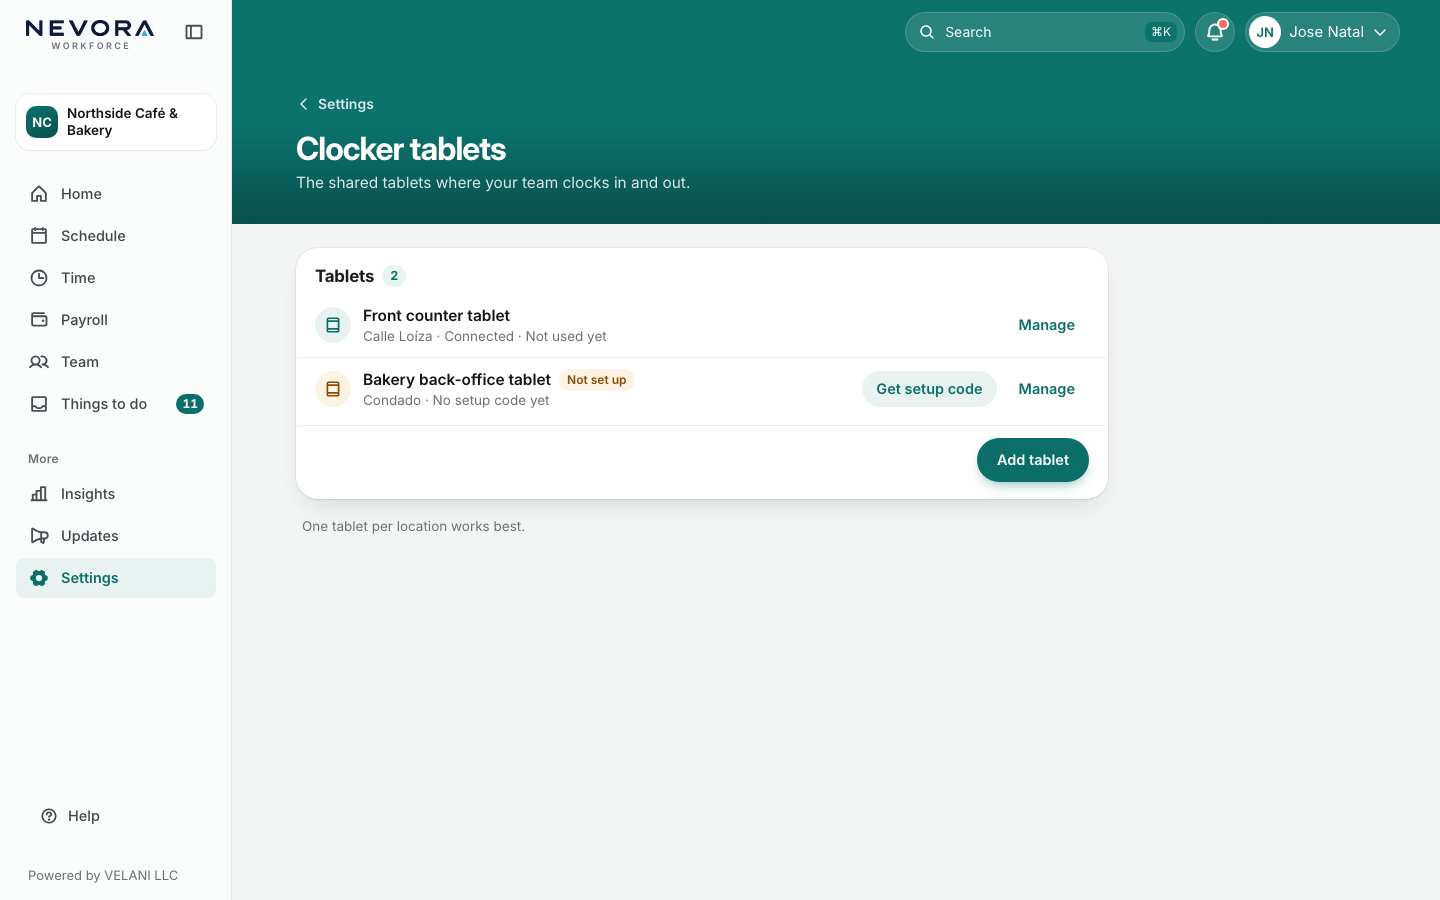 NEVORA
WORKFORCE
Search
⌘K
JN
Jose Natal
NC
Northside Café &
Bakery
Home
Schedule
Time
Payroll
Team
Things to do
11
More
Insights
Updates
Settings
Help
Powered by VELANI LLC
Settings
Clocker tablets
The shared tablets where your team clocks in and out.
Tablets 2
Front counter tablet
Calle Loíza · Connected · Not used yet
Manage
Bakery back-office tablet Not set up
Condado · No setup code yet
Get setup code
Manage
Add tablet
One tablet per location works best.